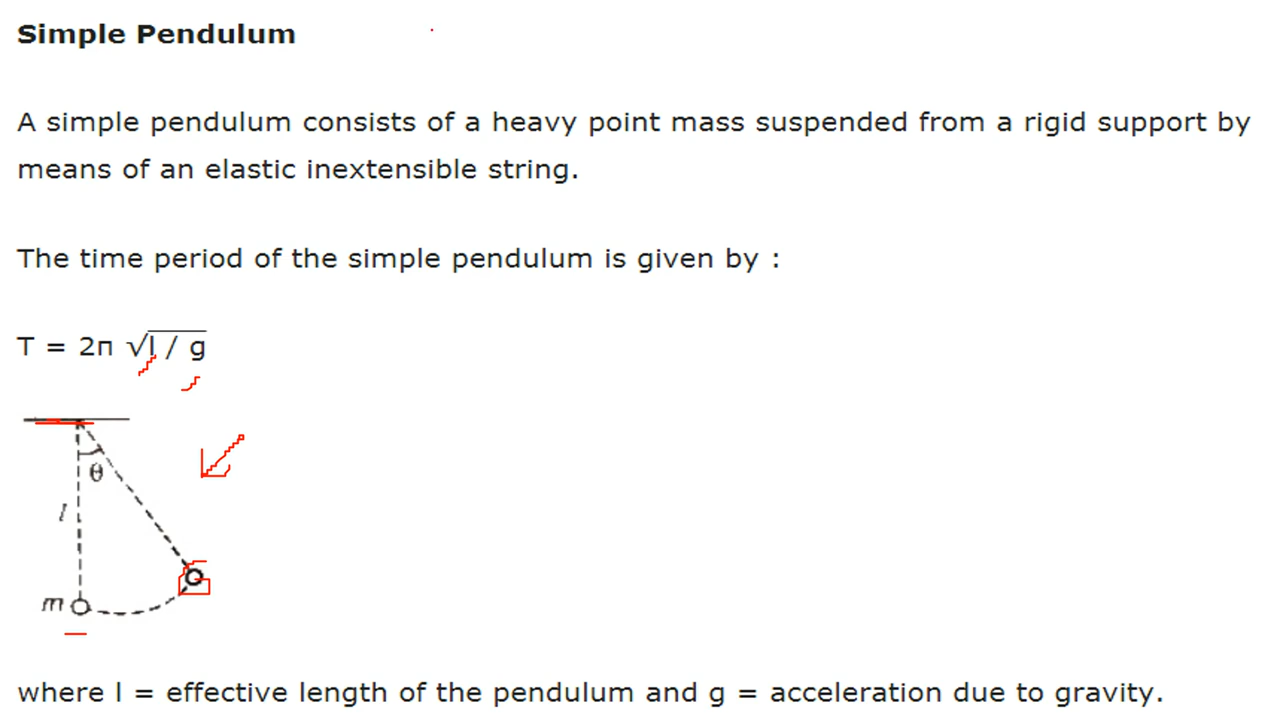 Simple Pendulum
A simple pendulum consists of a heavy point mass suspended from a rigid support by
means of an elastic inextensible string.
The time period of the simple pendulum is given by :
T = 2п √l / g
θ
l
m
where l = effective length of the pendulum and g = acceleration due to gravity.